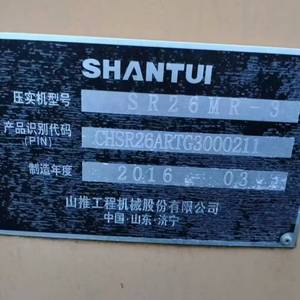 SHANTUI
压实机型号 SR26MR-3
产品识别代码 CHSR26ARTG3000211
(PIN)
制造年度 2016 03
山推工程机械股份有限公司
中国·山东·济宁